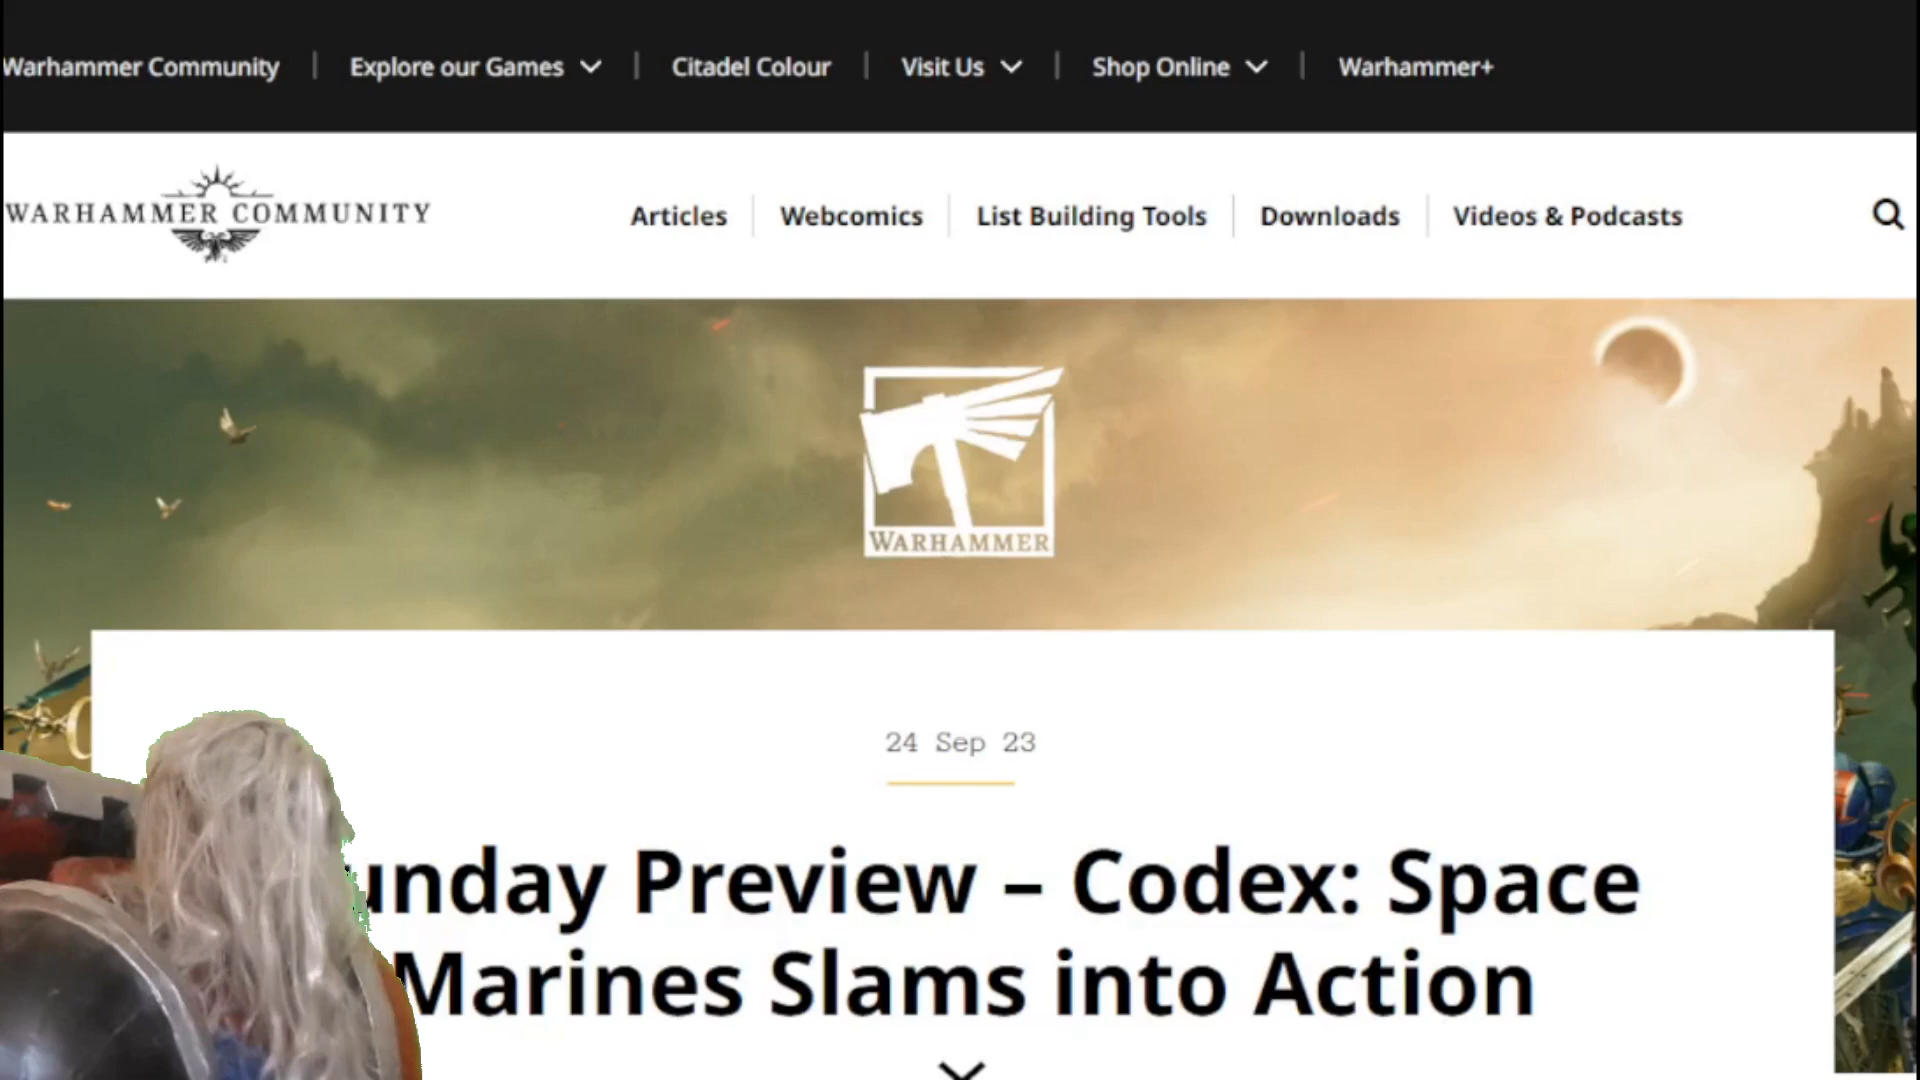 Warhammer Community | Explore our Games | Citadel Colour | Visit Us | Shop Online | Warhammer+
WARHAMMER COMMUNITY
Articles | Webcomics | List Building Tools | Downloads | Videos & Podcasts
WARHAMMER
24 Sep 23
unday Preview – Codex: Space
Marines Slams into Action